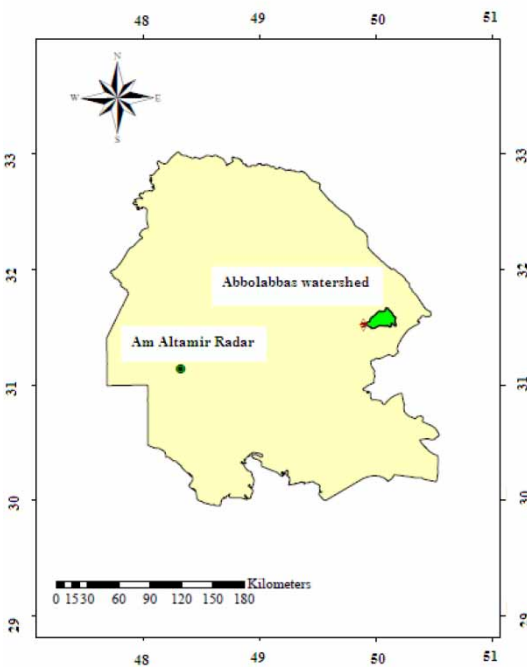 48 49 50 51
N
W E
S
33 33
32 32
Abbolabbas watershed
Am Altamir Radar
31 31
30 30
Kilometers
0 15 30 60 90 120 150 180
29 29
48 49 50 51